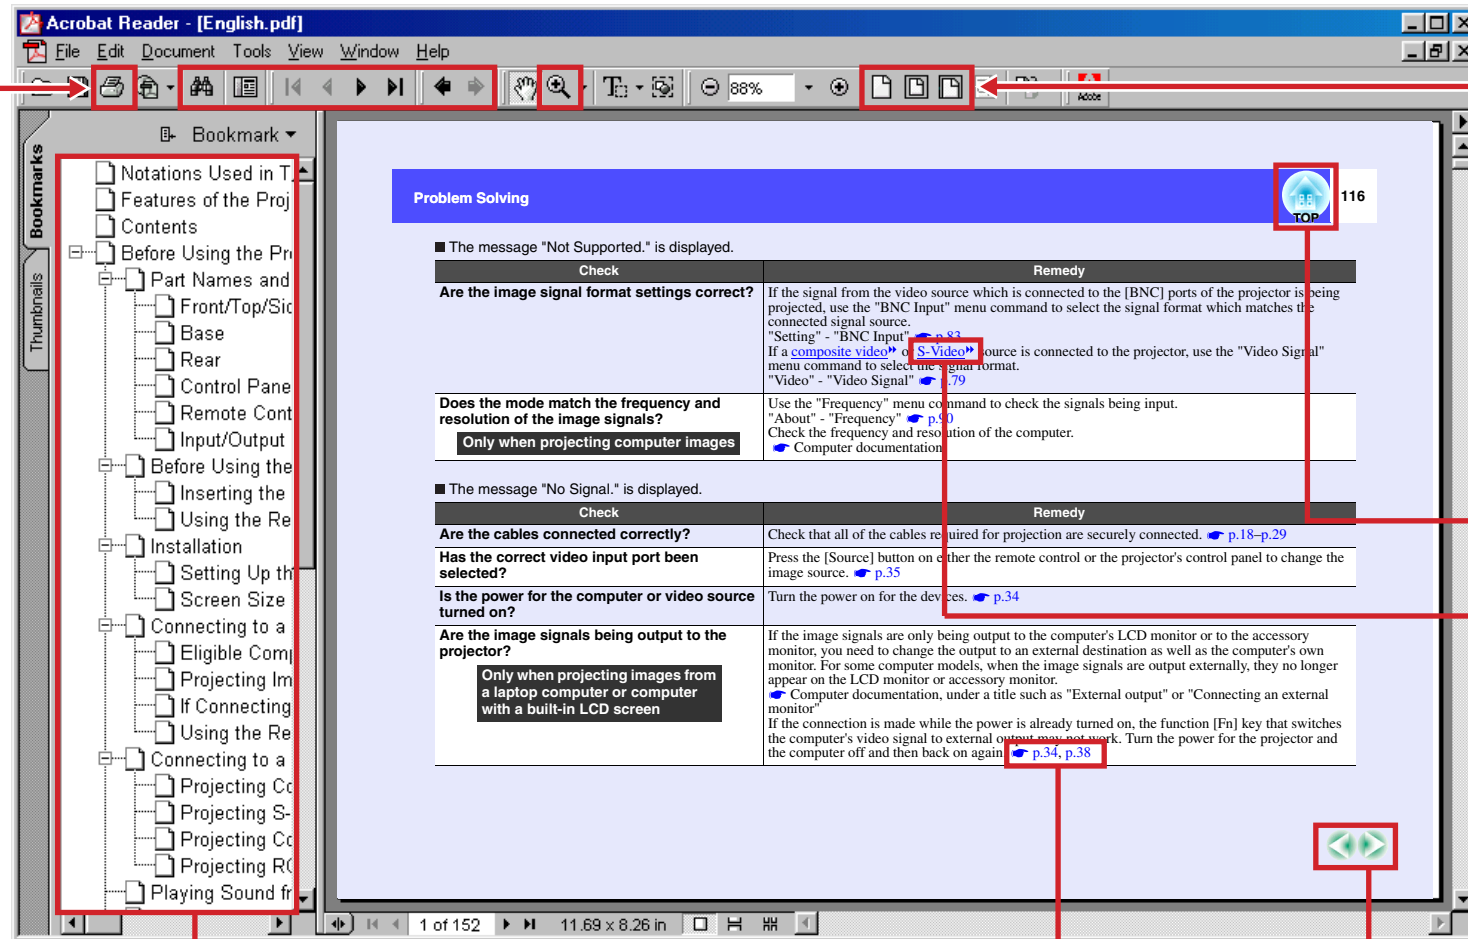 Acrobat Reader - [English.pdf]
File Edit Document Tools View Window Help
88%
Adobe
Bookmarks
Thumbnails
Bookmark
Notations Used in T
Features of the Proj
Contents
Before Using the Pr
Part Names and
Front/Top/Sid
Base
Rear
Control Pane
Remote Cont
Input/Output
Before Using the
Inserting the
Using the Re
Installation
Setting Up th
Screen Size
Connecting to a
Eligible Comp
Projecting Im
If Connecting
Using the Re
Connecting to a
Projecting Co
Projecting S-
Projecting Co
Projecting RG
Playing Sound fr
Problem Solving
TOP
116
■ The message "Not Supported." is displayed.
Check Remedy
Are the image signal format settings correct?
If the signal from the video source which is connected to the [BNC] ports of the projector is being
projected, use the "BNC Input" menu command to select the signal format which matches the
connected signal source.
"Setting" - "BNC Input" ☛ p.83
If a composite video or S-Video source is connected to the projector, use the "Video Signal"
menu command to select the signal format.
"Video" - "Video Signal" ☛ p.79
Does the mode match the frequency and
resolution of the image signals?
Only when projecting computer images
Use the "Frequency" menu command to check the signals being input.
"About" - "Frequency" ☛ p.90
Check the frequency and resolution of the computer.
☛ Computer documentation
■ The message "No Signal." is displayed.
Check Remedy
Are the cables connected correctly?
Check that all of the cables required for projection are securely connected. ☛ p.18–p.29
Has the correct video input port been
selected?
Press the [Source] button on either the remote control or the projector's control panel to change the
image source. ☛ p.35
Is the power for the computer or video source
turned on?
Turn the power on for the devices. ☛ p.34
Are the image signals being output to the
projector?
Only when projecting images from
a laptop computer or computer
with a built-in LCD screen
If the image signals are only being output to the computer's LCD monitor or to the accessory
monitor, you need to change the output to an external destination as well as the computer's own
monitor. For some computer models, when the image signals are output externally, they no longer
appear on the LCD monitor or accessory monitor.
☛ Computer documentation, under a title such as "External output" or "Connecting an external
monitor"
If the connection is made while the power is already turned on, the function [Fn] key that switches
the computer's video signal to external output may not work. Turn the power for the projector and
the computer off and then back on again. ☛ p.34, p.38
1 of 152 11.69 x 8.26 in